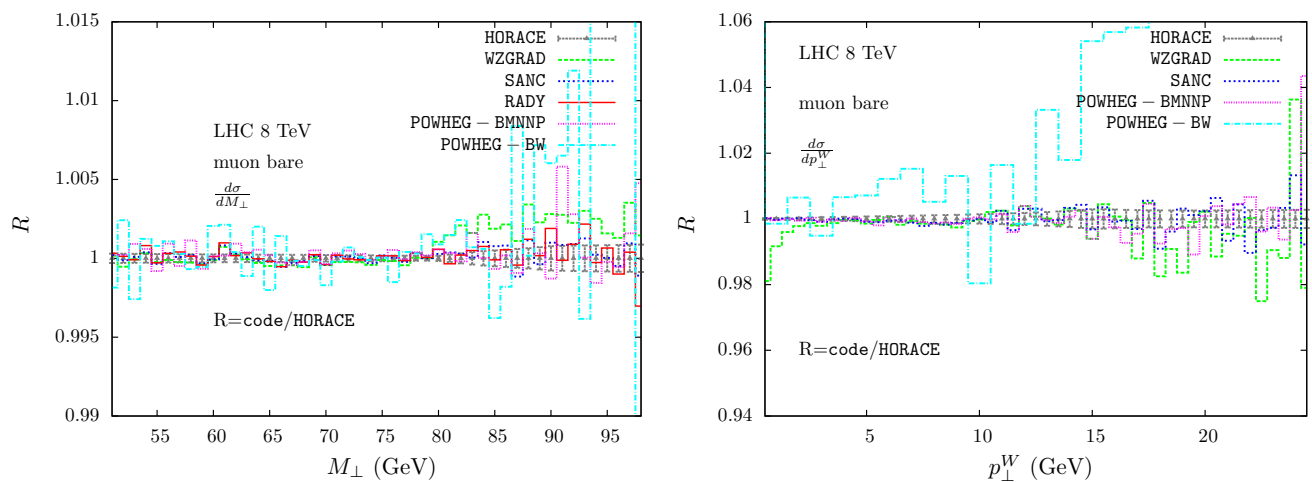 1.015
1.01
1.005
1
0.995
0.99
R
HORACE
WZGRAD
SANC
RADY
POWHEG − BMNNP
POWHEG − BW
LHC 8 TeV
muon bare
dσ/dM⊥
R=code/HORACE
55 60 65 70 75 80 85 90 95
M⊥ (GeV)
1.06
1.04
1.02
1
0.98
0.96
0.94
R
HORACE
WZGRAD
SANC
POWHEG − BMNNP
POWHEG − BW
LHC 8 TeV
muon bare
dσ/dp⊥^W
R=code/HORACE
5 10 15 20
p⊥^W (GeV)